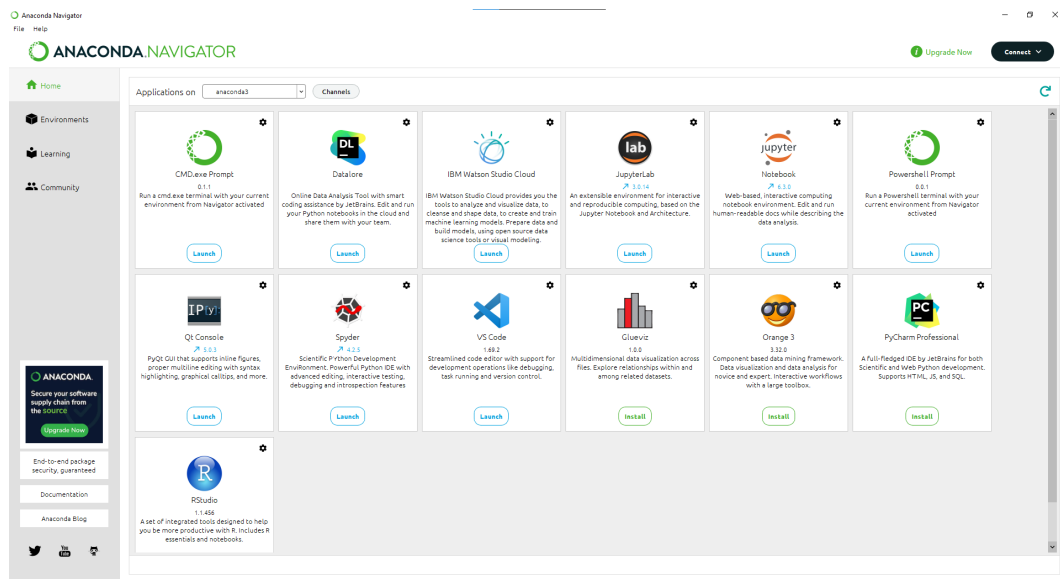 Anaconda Navigator
File Help
ANACONDA.NAVIGATOR
Upgrade Now
Connect
Home
Environments
Learning
Community
Applications on
anaconda3
Channels
CMD.exe Prompt
0.1.1
Run a cmd.exe terminal with your current
environment from Navigator activated
Launch
DL
Datalore
Online Data Analysis Tool with smart
coding assistance by JetBrains. Edit and run
your Python notebooks in the cloud and
share them with your team.
Launch
IBM Watson Studio Cloud
IBM Watson Studio Cloud provides you the
tools to analyze and visualize data, to
cleanse and shape data, to create and train
machine learning models. Prepare data and
build models, using open source data
science tools or visual modeling.
Launch
lab
JupyterLab
3.0.14
An extensible environment for interactive
and reproducible computing, based on the
Jupyter Notebook and Architecture.
Launch
jupyter
Notebook
6.3.0
Web-based, interactive computing
notebook environment. Edit and run
human-readable docs while describing the
data analysis.
Launch
Powershell Prompt
0.0.1
Run a Powershell terminal with your
current environment from Navigator
activated
Launch
IP[y]:
Qt Console
5.0.3
PyQt GUI that supports inline figures,
proper multiline editing with syntax
highlighting, graphical calltips, and more.
Launch
Spyder
4.2.5
Scientific PYthon Development
EnviRonment. Powerful Python IDE with
advanced editing, interactive testing,
debugging and introspection features
Launch
VS Code
1.69.2
Streamlined code editor with support for
development operations like debugging,
task running and version control.
Launch
Glueviz
1.0.0
Multidimensional data visualization across
files. Explore relationships within and
among related datasets.
Install
Orange 3
3.32.0
Component based data mining framework.
Data visualization and data analysis for
novice and expert. Interactive workflows
with a large toolbox.
Install
PC
PyCharm Professional
A full-fledged IDE by JetBrains for both
Scientific and Web Python development.
Supports HTML, JS, and SQL.
Install
R
RStudio
1.1.456
A set of integrated tools designed to help
you be more productive with R. Includes R
essentials and notebooks.
ANACONDA.
Secure your software
supply chain from
the source
Upgrade Now
End-to-end package
security, guaranteed
Documentation
Anaconda Blog
You
Tube